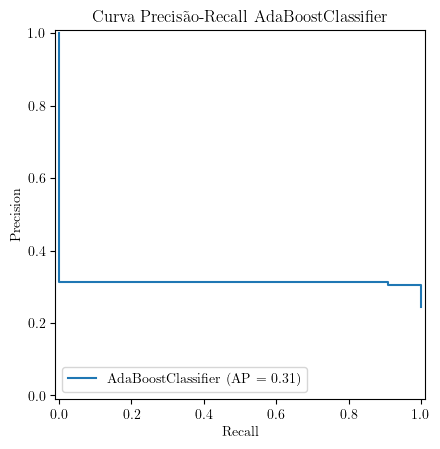 Curva Precisão-Recall AdaBoostClassifier
1.0
0.8
0.6
0.4
0.2
0.0
Precision
AdaBoostClassifier (AP = 0.31)
0.0 0.2 0.4 0.6 0.8 1.0
Recall